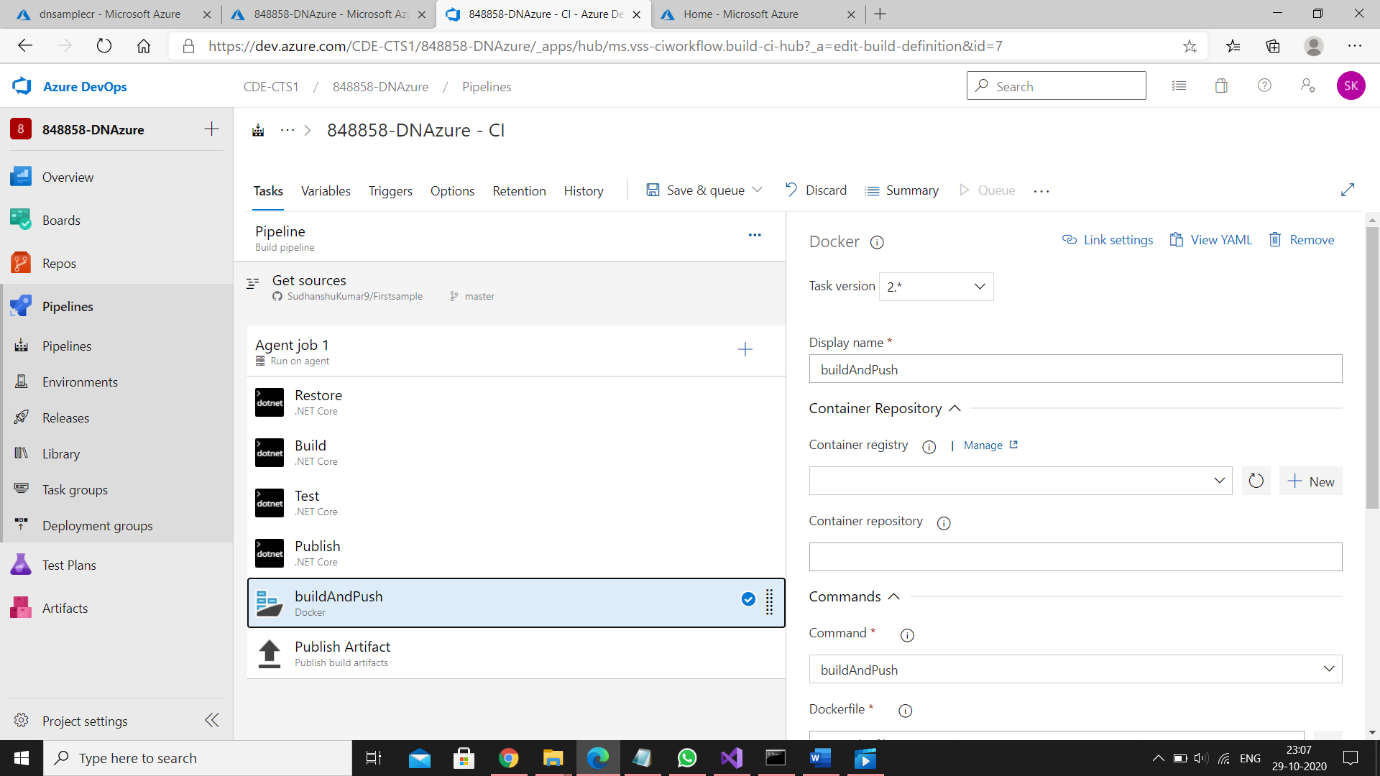 dnsamplecr - Microsoft Azure
848858-DNAzure - Microsoft Az
848858-DNAzure - CI - Azure De
Home - Microsoft Azure
https://dev.azure.com/CDE-CTS1/848858-DNAzure/_apps/hub/ms.vss-ciworkflow.build-ci-hub?_a=edit-build-definition&id=7
Azure DevOps
CDE-CTS1 / 848858-DNAzure / Pipelines
Search
SK
8 848858-DNAzure
Overview
Boards
Repos
Pipelines
Pipelines
Environments
Releases
Library
Task groups
Deployment groups
Test Plans
Artifacts
Project settings
··· > 848858-DNAzure - CI
Tasks Variables Triggers Options Retention History Save & queue Discard Summary Queue ···
Pipeline
Build pipeline
Get sources
SudhanshuKumar9/Firstsample master
Agent job 1
Run on agent
dotnet Restore
.NET Core
dotnet Build
.NET Core
dotnet Test
.NET Core
dotnet Publish
.NET Core
buildAndPush
Docker
Publish Artifact
Publish build artifacts
Docker Link settings View YAML Remove
Task version 2.*
Display name *
buildAndPush
Container Repository
Container registry | Manage
New
Container repository
Commands
Command *
buildAndPush
Dockerfile *
Type here to search
ENG
23:07
29-10-2020